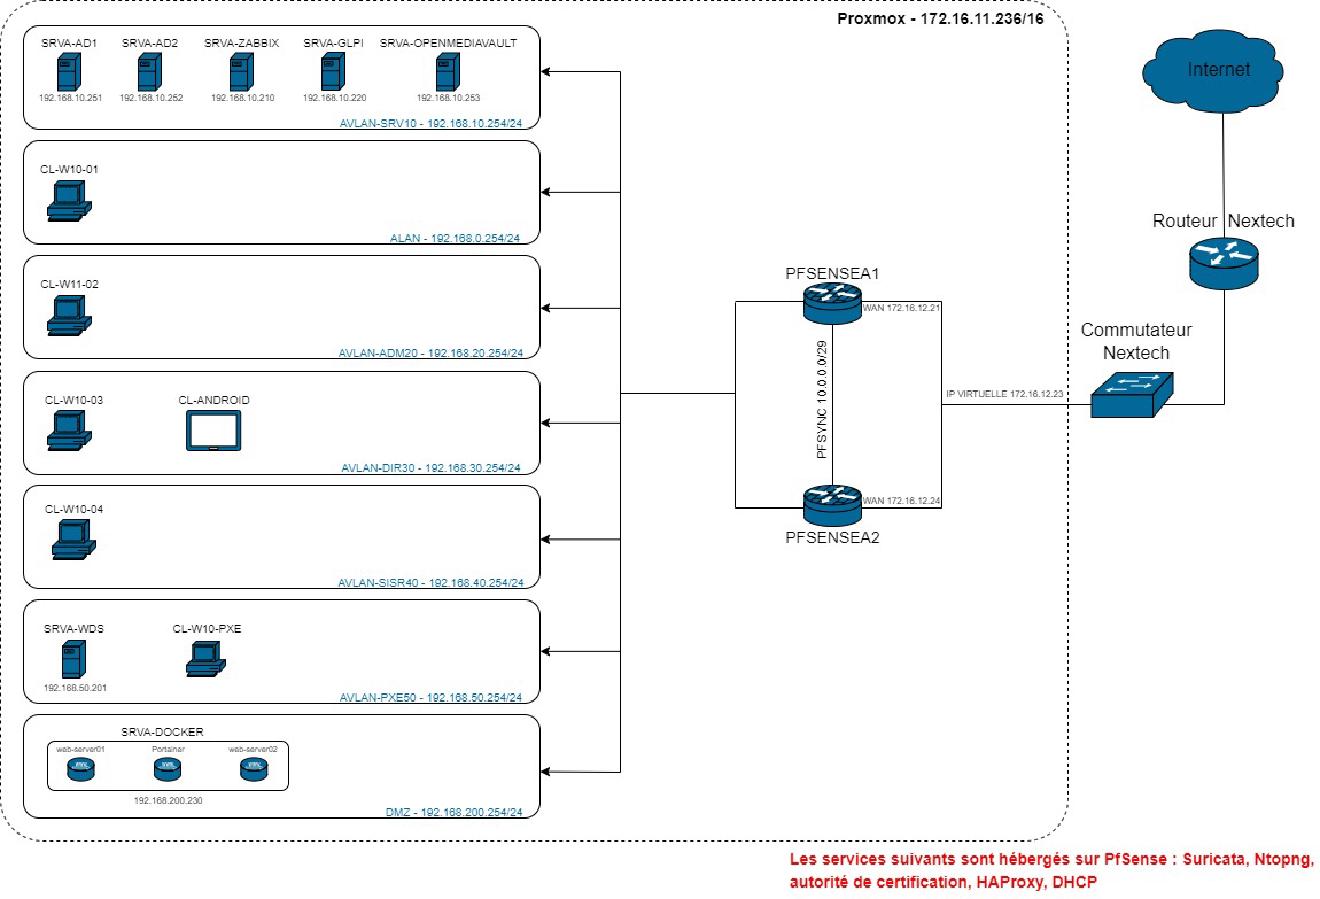 Proxmox - 172.16.11.236/16
SRVA-AD1
SRVA-AD2
SRVA-ZABBIX
SRVA-GLPI
SRVA-OPENMEDIAVAULT
192.168.10.251
192.168.10.252
192.168.10.210
192.168.10.220
192.168.10.253
AVLAN-SRV10 - 192.168.10.254/24
CL-W10-01
ALAN - 192.168.0.254/24
CL-W11-02
AVLAN-ADM20 - 192.168.20.254/24
CL-W10-03
CL-ANDROID
AVLAN-DIR30 - 192.168.30.254/24
CL-W10-04
AVLAN-SISR40 - 192.168.40.254/24
SRVA-WDS
CL-W10-PXE
192.168.50.201
AVLAN-PXE50 - 192.168.50.254/24
SRVA-DOCKER
web-server01
Portainer
web-server02
192.168.200.230
DMZ - 192.168.200.254/24
PFSENSEA1
WAN 172.16.12.21
PFSYNC 10.0.0.0/29
IP VIRTUELLE 172.16.12.23
WAN 172.16.12.24
PFSENSEA2
Internet
Routeur Nextech
Commutateur
Nextech
Les services suivants sont hébergés sur PfSense : Suricata, Ntopng,
autorité de certification, HAProxy, DHCP